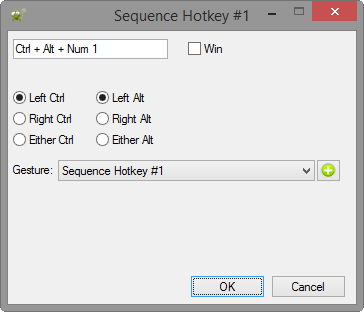 Sequence Hotkey #1
Ctrl + Alt + Num 1
Win
Left Ctrl
Left Alt
Right Ctrl
Right Alt
Either Ctrl
Either Alt
Gesture: Sequence Hotkey #1
OK
Cancel